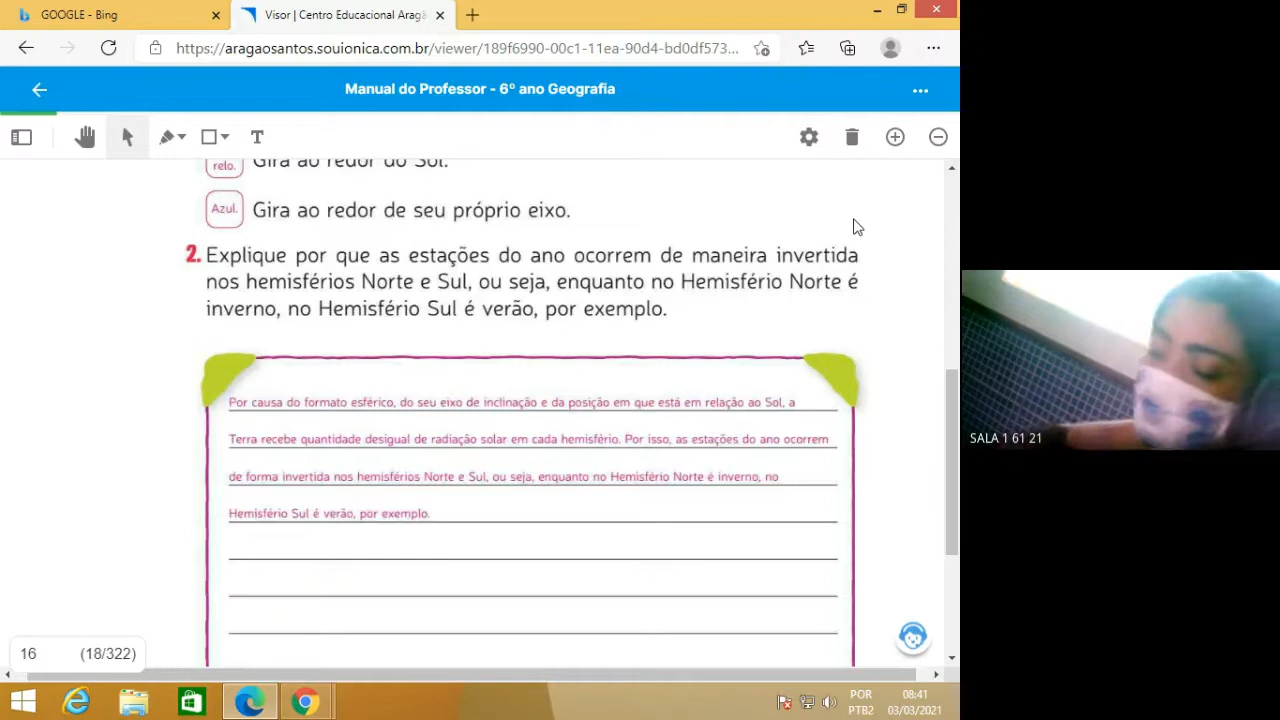 GOOGLE - Bing
Visor | Centro Educacional Aragã
https://aragaosantos.souionica.com.br/viewer/189f6990-00c1-11ea-90d4-bd0df573...
Manual do Professor - 6º ano Geografia
relo. Gira ao redor do Sol.
Azul. Gira ao redor de seu próprio eixo.
2. Explique por que as estações do ano ocorrem de maneira invertida
nos hemisférios Norte e Sul, ou seja, enquanto no Hemisfério Norte é
inverno, no Hemisfério Sul é verão, por exemplo.
Por causa do formato esférico, do seu eixo de inclinação e da posição em que está em relação ao Sol, a
Terra recebe quantidade desigual de radiação solar em cada hemisfério. Por isso, as estações do ano ocorrem
de forma invertida nos hemisférios Norte e Sul, ou seja, enquanto no Hemisfério Norte é inverno, no
Hemisfério Sul é verão, por exemplo.
SALA 1 61 21
16 (18/322)
POR 08:41
PTB2 03/03/2021